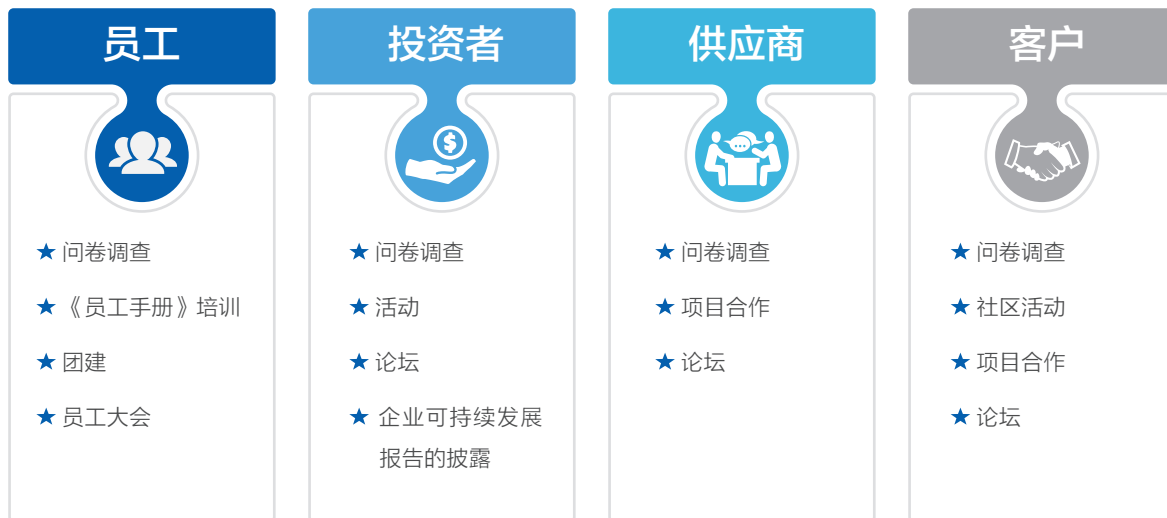 员工
问卷调查
《员工手册》培训
团建
员工大会
投资者
问卷调查
活动
论坛
企业可持续发展
报告的披露
供应商
问卷调查
项目合作
论坛
客户
问卷调查
社区活动
项目合作
论坛